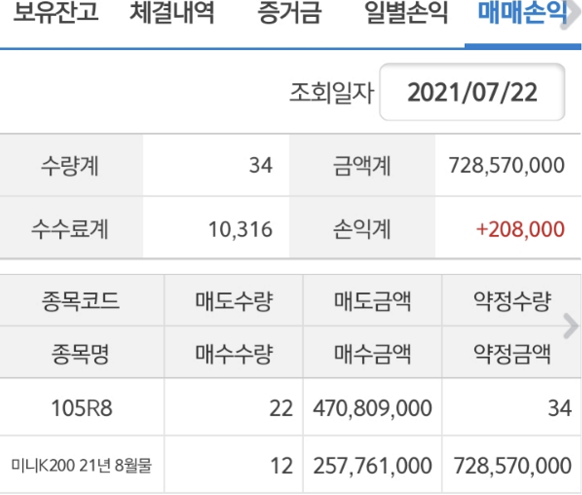 보유잔고 체결내역 증거금 일별손익 매매손익
조회일자 2021/07/22
수량계 34 금액계 728,570,000
수수료계 10,316 손익계 +208,000
종목코드 매도수량 매도금액 약정수량
종목명 매수수량 매수금액 약정금액
105R8 22 470,809,000 34
미니K200 21년 8월물 12 257,761,000 728,570,000